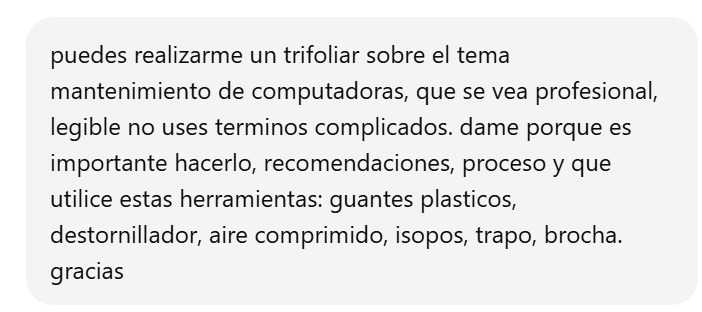 puedes realizarme un trifoliar sobre el tema
mantenimiento de computadoras, que se vea profesional,
legible no uses terminos complicados. dame porque es
importante hacerlo, recomendaciones, proceso y que
utilice estas herramientas: guantes plasticos,
destornillador, aire comprimido, isopos, trapo, brocha.
gracias